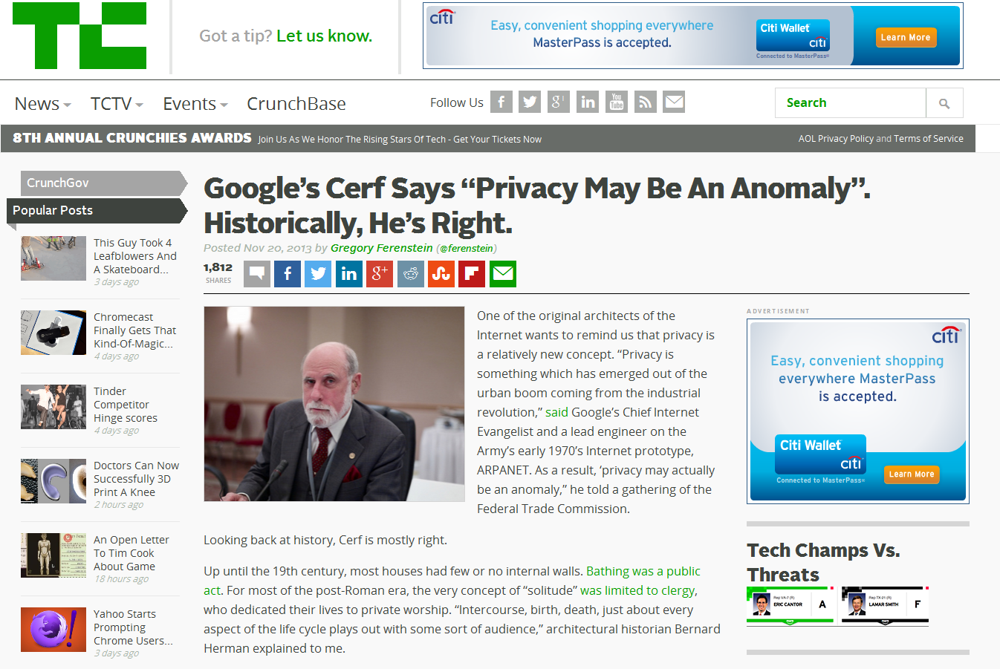 TC
Got a tip? Let us know.
citi
Easy, convenient shopping everywhere
MasterPass is accepted.
Citi Wallet
citi
Connected to MasterPass
Learn More
News
TCTV
Events
CrunchBase
Follow Us
You
Tube
Search
8TH ANNUAL CRUNCHIES AWARDS Join Us As We Honor The Rising Stars Of Tech - Get Your Tickets Now
AOL Privacy Policy and Terms of Service
CrunchGov
Popular Posts
This Guy Took 4
Leafblowers And
A Skateboard...
3 days ago
Chromecast
Finally Gets That
Kind-Of-Magic...
4 days ago
Tinder
Competitor
Hinge scores
4 days ago
Doctors Can Now
Successfully 3D
Print A Knee
2 hours ago
An Open Letter
To Tim Cook
About Game
18 hours ago
Yahoo Starts
Prompting
Chrome Users...
3 days ago
Google’s Cerf Says “Privacy May Be An Anomaly”.
Historically, He’s Right.
Posted Nov 20, 2013 by Gregory Ferenstein (@ferenstein)
1,812
SHARES
One of the original architects of the
Internet wants to remind us that privacy is
a relatively new concept. “Privacy is
something which has emerged out of the
urban boom coming from the industrial
revolution,” said Google’s Chief Internet
Evangelist and a lead engineer on the
Army’s early 1970’s Internet prototype,
ARPANET. As a result, ‘privacy may actually
be an anomaly,” he told a gathering of the
Federal Trade Commission.
Looking back at history, Cerf is mostly right.
Up until the 19th century, most houses had few or no internal walls. Bathing was a public
act. For most of the post-Roman era, the very concept of “solitude” was limited to clergy,
who dedicated their lives to private worship. “Intercourse, birth, death, just about every
aspect of the life cycle plays out with some sort of audience,” architectural historian Bernard
Herman explained to me.
ADVERTISEMENT
citi
Easy, convenient shopping
everywhere MasterPass
is accepted.
Citi Wallet
citi
Connected to MasterPass
Learn More
Tech Champs Vs.
Threats
Rep VA-7 (R)
ERIC CANTOR
A
Rep TX-21 (R)
LAMAR SMITH
F